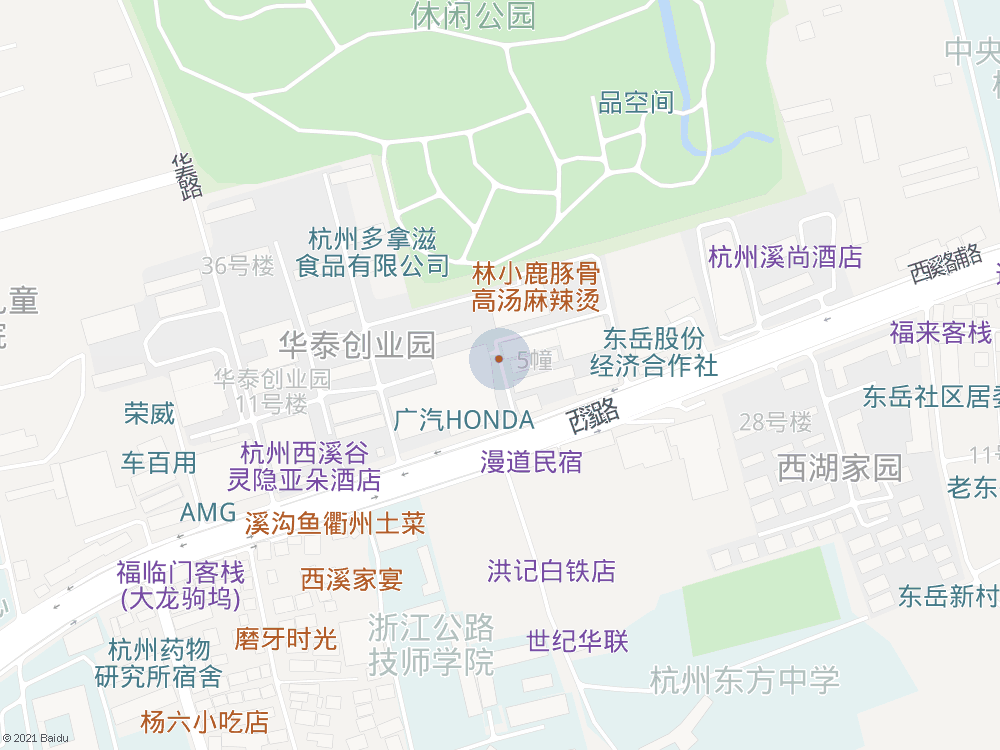 休闲公园
中央
品空间
华泰路
杭州多拿滋
食品有限公司
36号楼
林小鹿豚骨
高汤麻辣烫
杭州溪尚酒店
西溪路辅路
童
院
华泰创业园
5幢
东岳股份
经济合作社
福来客栈
华泰创业园
11号楼
荣威
广汽HONDA
西溪路
28号楼
东岳社区居委
杭州西溪谷
灵隐亚朵酒店
车百用
漫道民宿
西湖家园
11号
老东
AMG
溪沟鱼衢州土菜
福临门客栈
(大龙驹坞)
西溪家宴
洪记白铁店
东岳新村
心
磨牙时光
浙江公路
技师学院
世纪华联
杭州药物
研究所宿舍
杭州东方中学
杨六小吃店
© 2021 Baidu